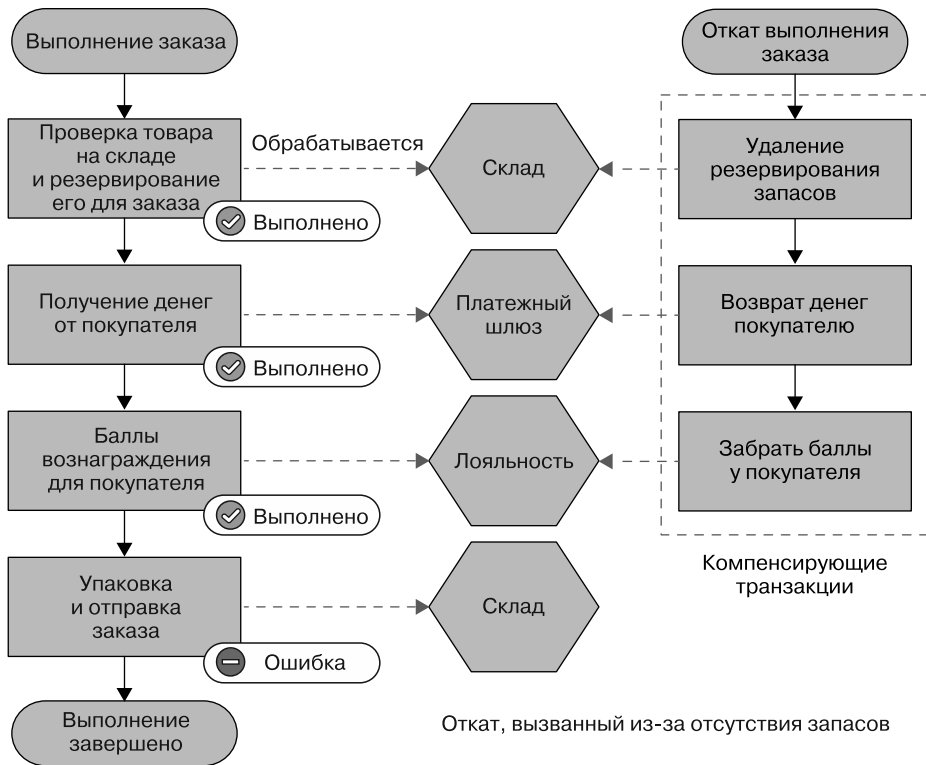 Выполнение заказа
Проверка товара
на складе
и резервирование
его для заказа
Выполнено
Обрабатывается
Склад
Получение денег
от покупателя
Выполнено
Платежный
шлюз
Баллы
вознаграждения
для покупателя
Выполнено
Лояльность
Упаковка
и отправка
заказа
Ошибка
Склад
Выполнение
завершено
Откат выполнения
заказа
Удаление
резервирования
запасов
Возврат денег
покупателю
Забрать баллы
у покупателя
Компенсирующие
транзакции
Откат, вызванный из-за отсутствия запасов